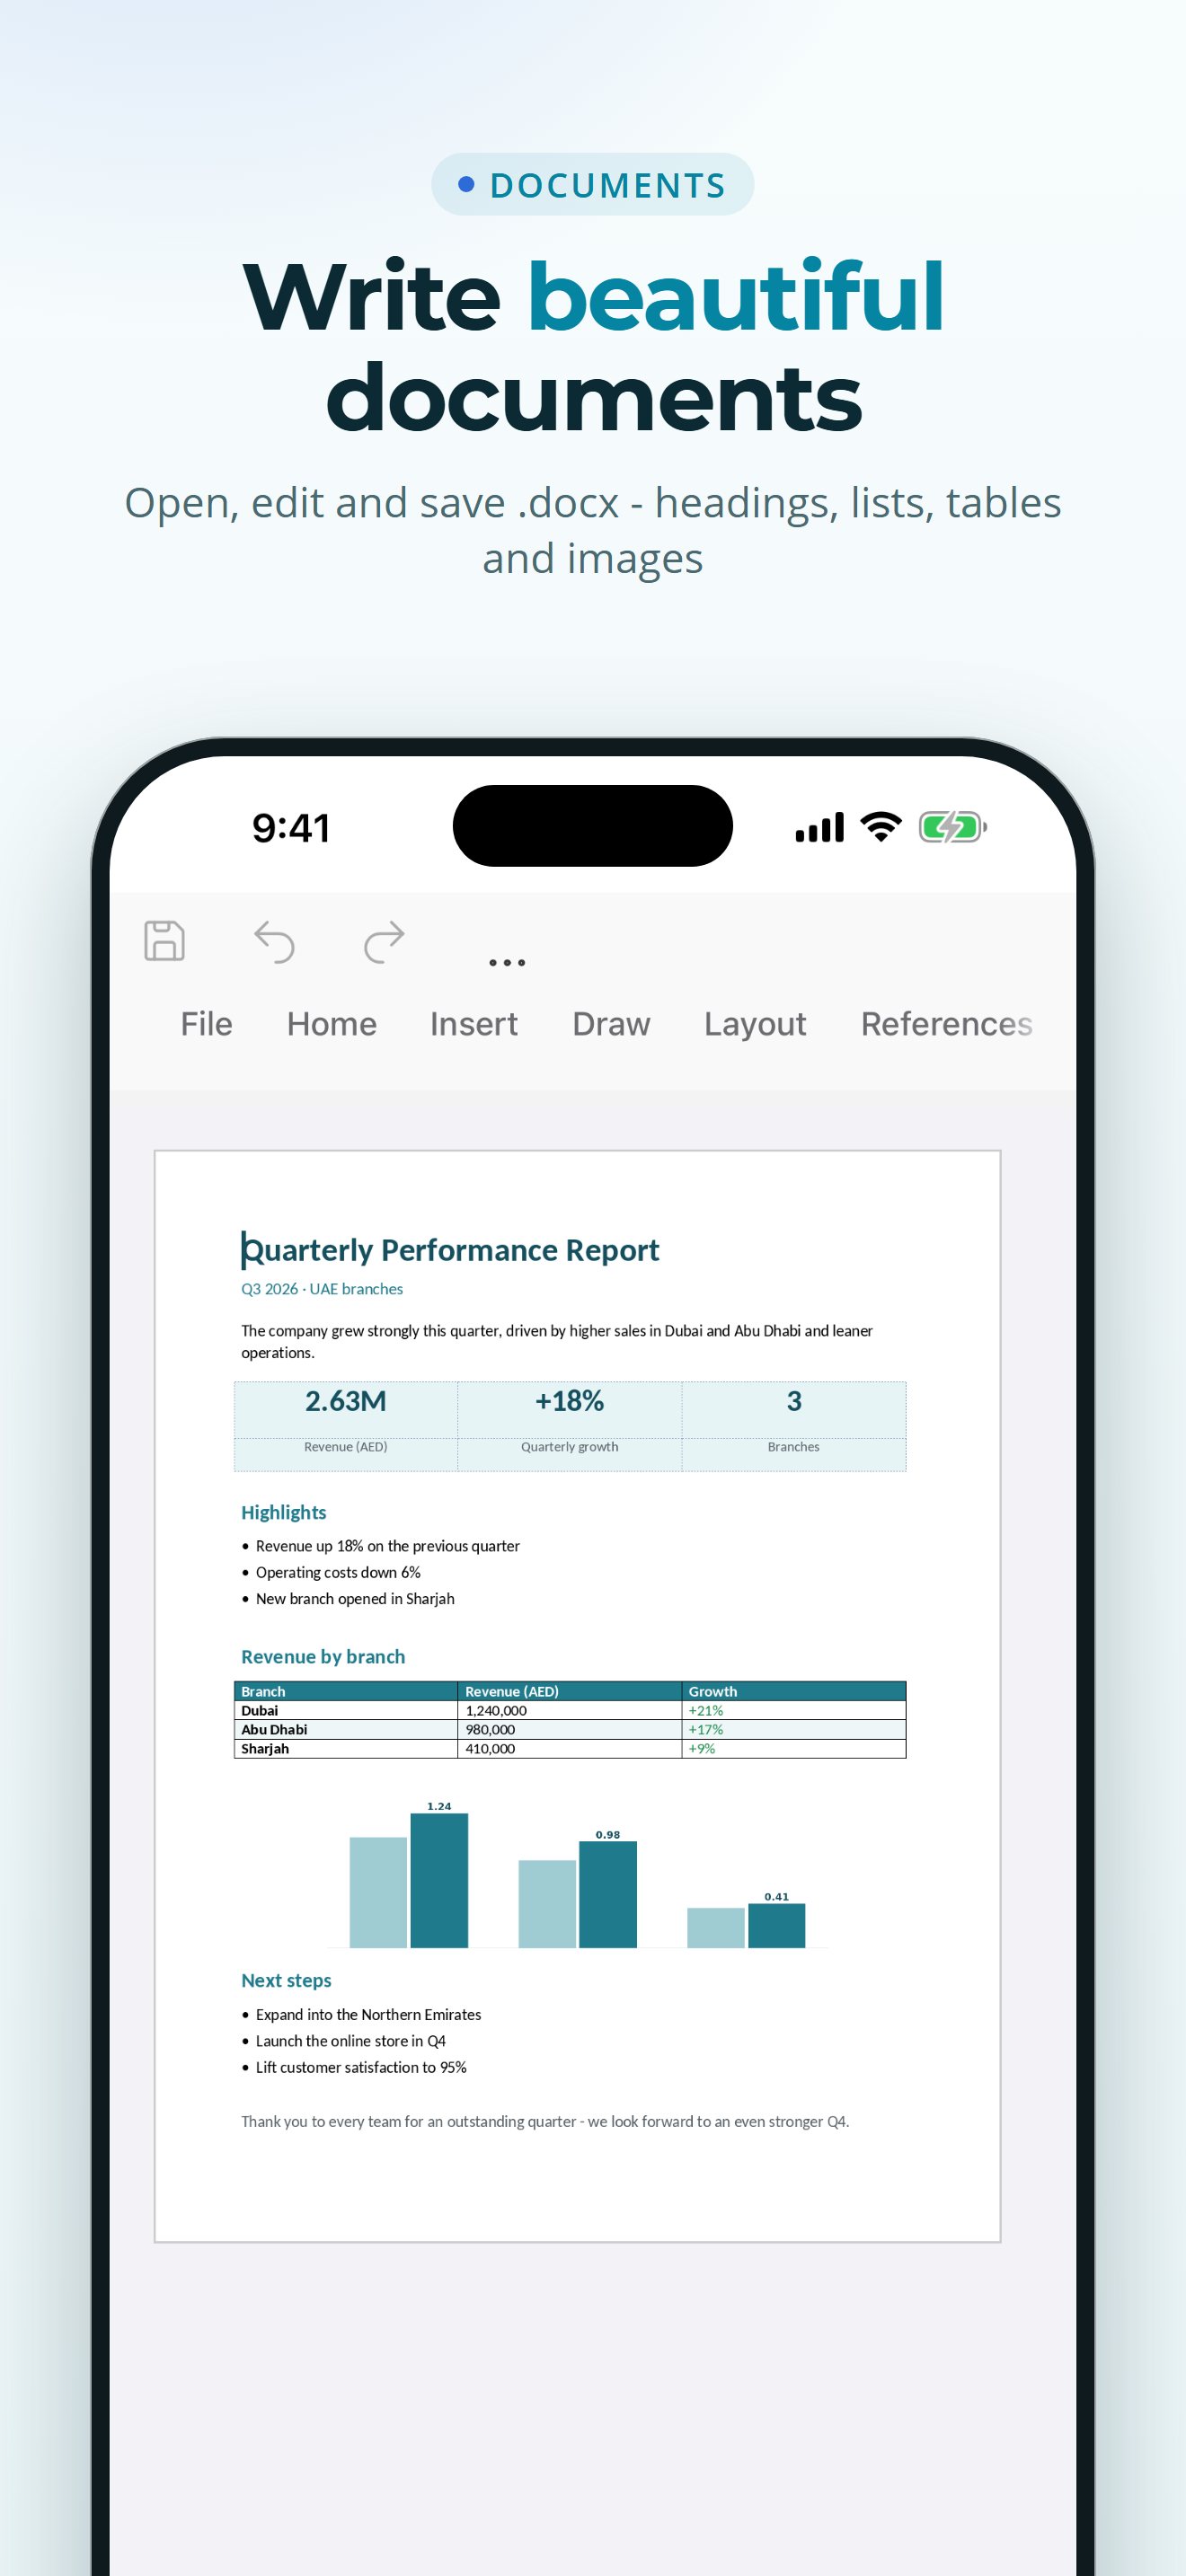 DOCUMENTS
Write beautiful
documents
Open, edit and save .docx - headings, lists, tables
and images
9:41
...
File Home Insert Draw Layout References
Quarterly Performance Report
Q3 2026 · UAE branches
The company grew strongly this quarter, driven by higher sales in Dubai and Abu Dhabi and leaner
operations.
2.63M +18% 3
Revenue (AED) Quarterly growth Branches
Highlights
• Revenue up 18% on the previous quarter
• Operating costs down 6%
• New branch opened in Sharjah
Revenue by branch
Branch Revenue (AED) Growth
Dubai 1,240,000 +21%
Abu Dhabi 980,000 +17%
Sharjah 410,000 +9%
1.24
0.98
0.41
Next steps
• Expand into the Northern Emirates
• Launch the online store in Q4
• Lift customer satisfaction to 95%
Thank you to every team for an outstanding quarter - we look forward to an even stronger Q4.